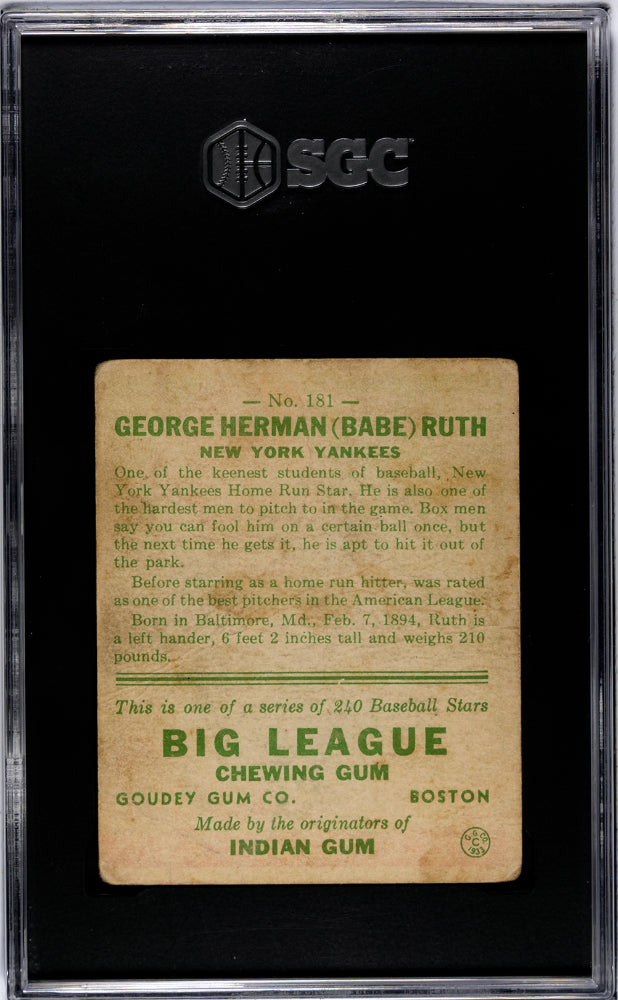 SGC
— No. 181 —
GEORGE HERMAN (BABE) RUTH
NEW YORK YANKEES
One of the keenest students of baseball, New
York Yankees Home Run Star. He is also one of
the hardest men to pitch to in the game. Box men
say you can fool him on a certain ball once, but
the next time he gets it, he is apt to hit it out of
the park.
Before starring as a home run hitter, was rated
as one of the best pitchers in the American League.
Born in Baltimore, Md., Feb. 7, 1894, Ruth is
a left hander, 6 feet 2 inches tall and weighs 210
pounds.
This is one of a series of 240 Baseball Stars
BIG LEAGUE
CHEWING GUM
GOUDEY GUM CO. BOSTON
Made by the originators of
INDIAN GUM
G. G. CO.
C
1933